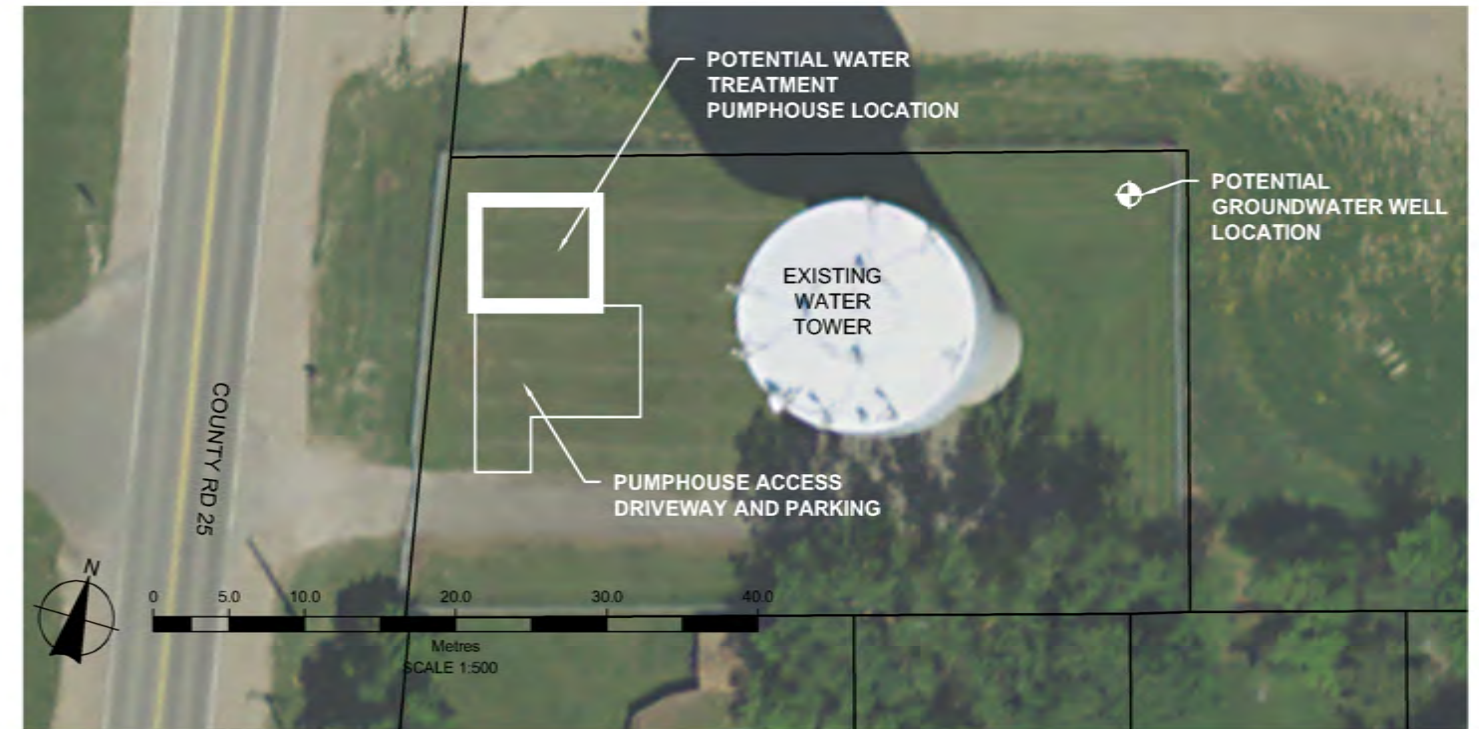 POTENTIAL WATER
TREATMENT
PUMPHOUSE LOCATION
POTENTIAL
GROUNDWATER WELL
LOCATION
EXISTING
WATER
TOWER
COUNTY RD 25
PUMPHOUSE ACCESS
DRIVEWAY AND PARKING
N
0 5.0 10.0 20.0 30.0 40.0
Metres
SCALE 1:500